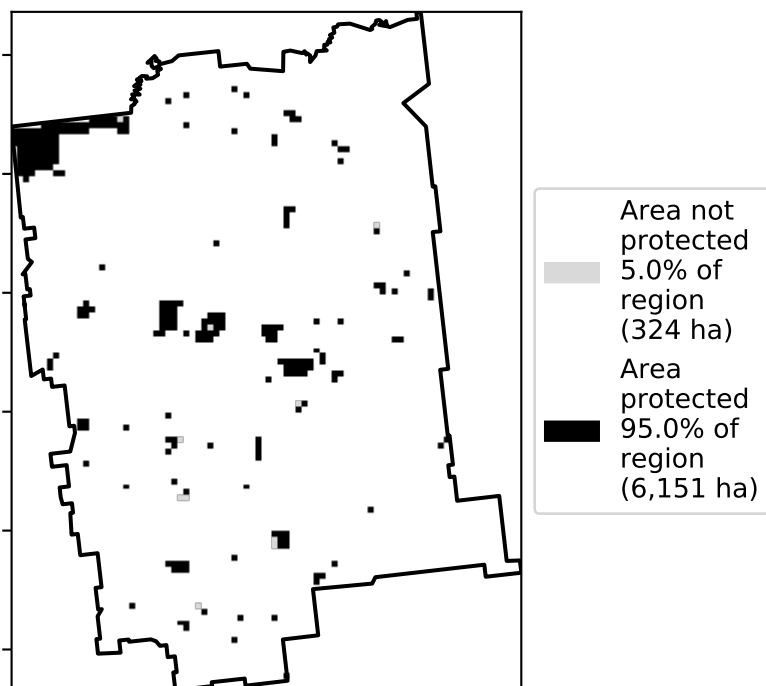 Area not
protected
5.0% of
region
(324 ha)
Area
protected
95.0% of
region
(6,151 ha)